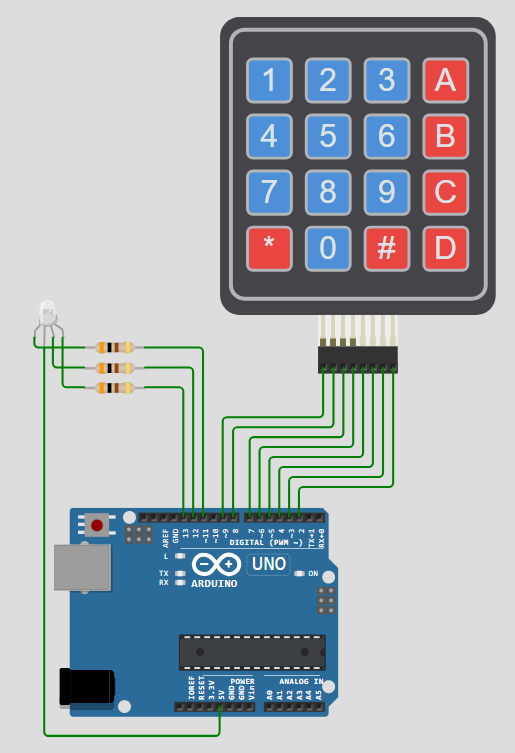 1 2 3 A
4 5 6 B
7 8 9 C
* 0 # D
AREF
GND
13
12
~11
~10
~9
8
7
~6
~5
4
~3
2
TX→1
RX←0
DIGITAL (PWM ~)
L
TX
RX
ARDUINO
UNO
ON
IOREF
RESET
3.3V
5V
GND
GND
Vin
POWER
ANALOG IN
A0
A1
A2
A3
A4
A5